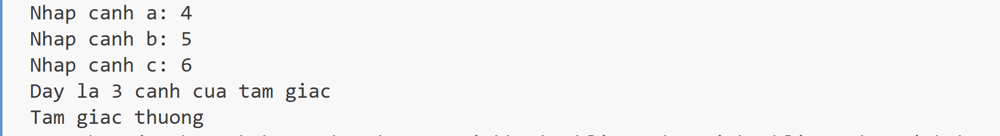 Nhap canh a: 4
Nhap canh b: 5
Nhap canh c: 6
Day la 3 canh cua tam giac
Tam giac thuong